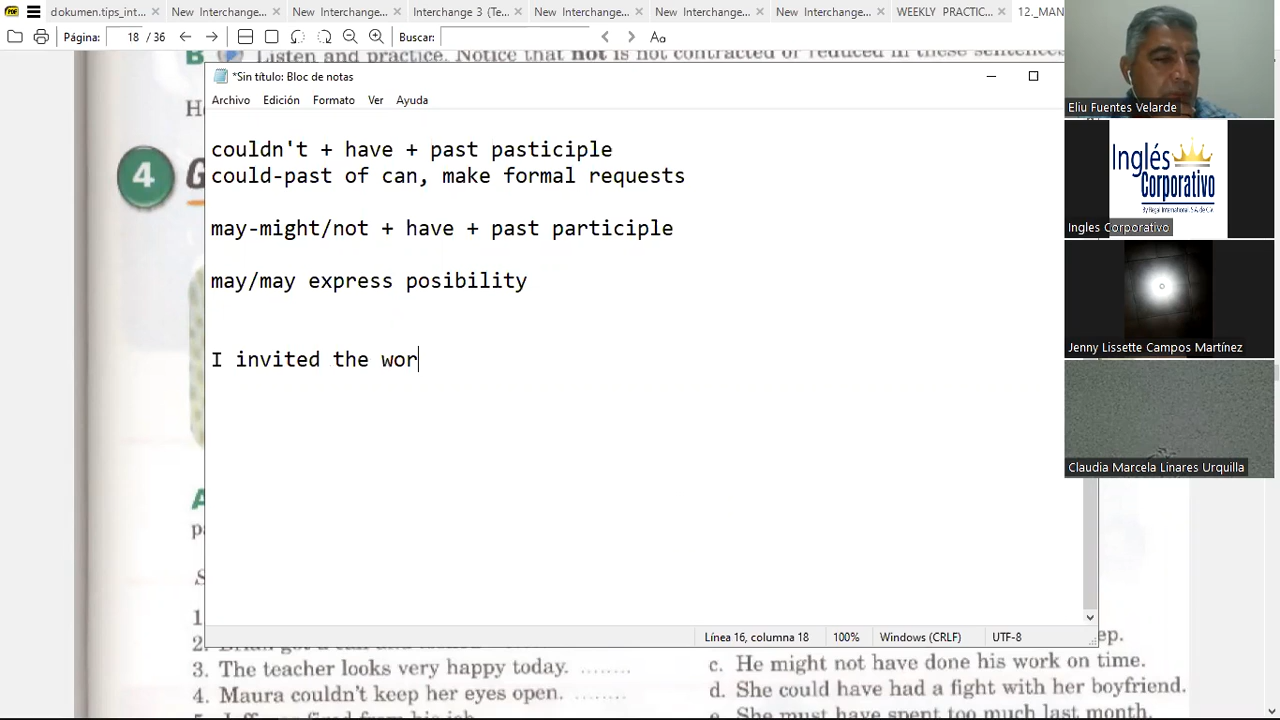 dokumen.tips_int...
New Interchange...
New Interchange...
Interchange 3 (Te...
New Interchange...
New Interchange...
New Interchange...
WEEKLY PRACTIC...
12._MAN
Página:
18 / 36
Buscar:
B
Listen and practice. Notice that not is not contracted or reduced in these sentences
*Sin título: Bloc de notas
Archivo
Edición
Formato
Ver
Ayuda
4
couldn't + have + past pasticiple
could-past of can, make formal requests
may-might/not + have + past participle
may/may express posibility
I invited the wor
Línea 16, columna 18
100%
Windows (CRLF)
UTF-8
1
2.
3. The teacher looks very happy today. ........
4. Maura couldn't keep her eyes open. ........
ep.
c. He might not have done his work on time.
d. She could have had a fight with her boyfriend.
e. She must have spent too much last month.
Eliu Fuentes Velarde
Inglés
Corporativo
Ingles Corporativo
Jenny Lissette Campos Martínez
Claudia Marcela Linares Urquilla